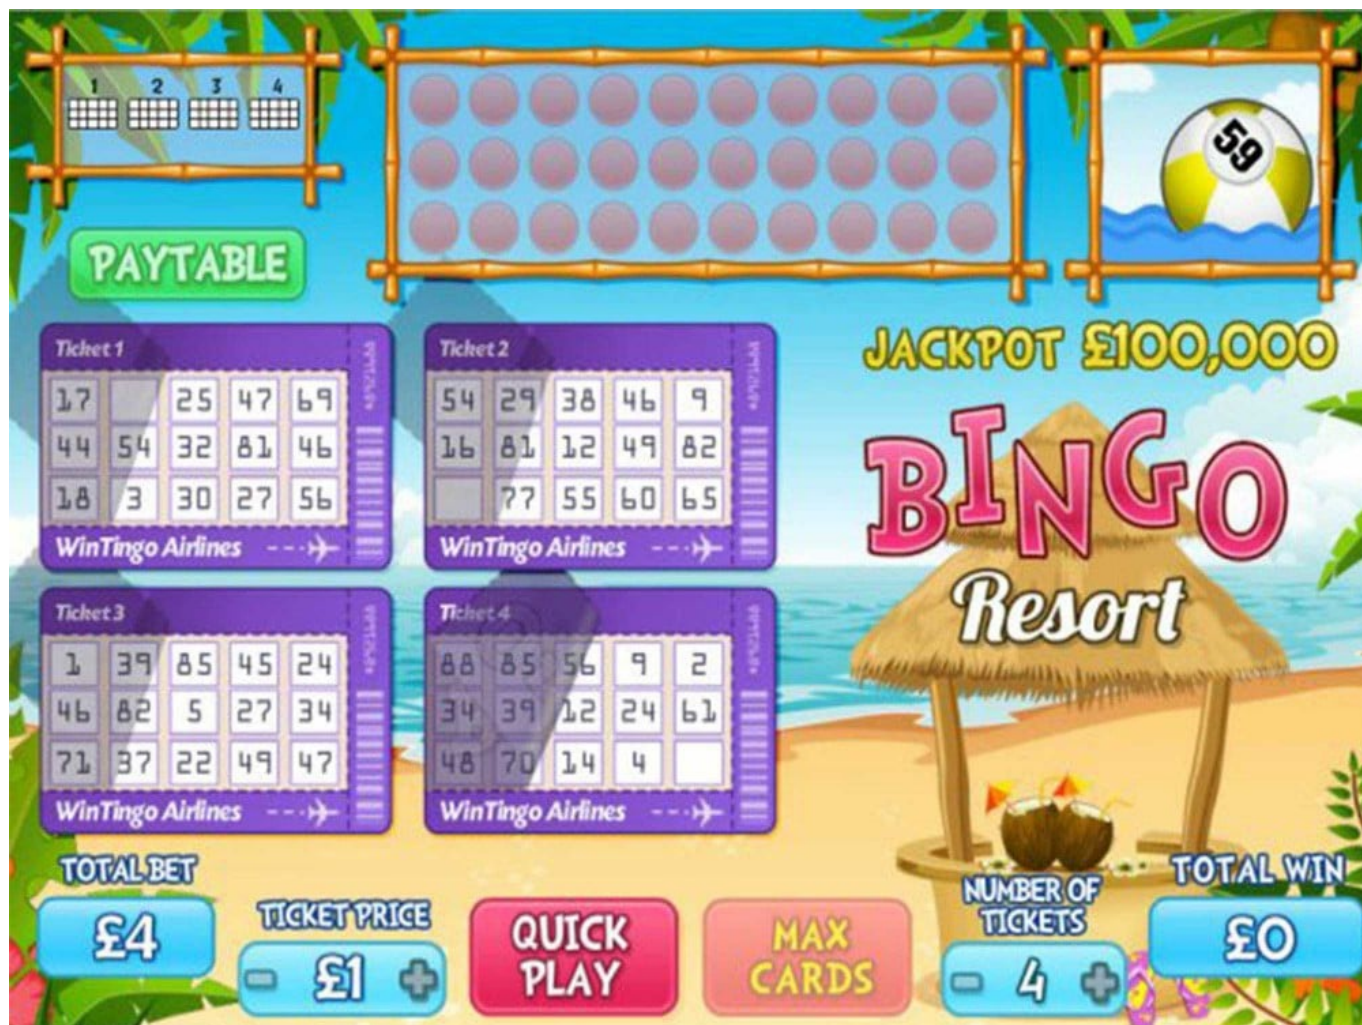 1 2 3 4
59
PAYTABLE
JACKPOT £100,000
BINGO
Resort
Ticket 1
17 25 47 69
44 54 32 81 46
18 3 30 27 56
WinTingo Airlines
Ticket 2
54 29 38 46 9
16 81 12 49 82
77 55 60 65
WinTingo Airlines
Ticket 3
1 39 85 45 24
46 82 5 27 34
71 37 22 49 47
WinTingo Airlines
Ticket 4
88 85 56 9 2
34 39 12 24 61
48 70 14 4
WinTingo Airlines
TOTAL BET
£4
TICKET PRICE
- £1 +
QUICK
PLAY
MAX
CARDS
NUMBER OF
TICKETS
- 4 +
TOTAL WIN
£0